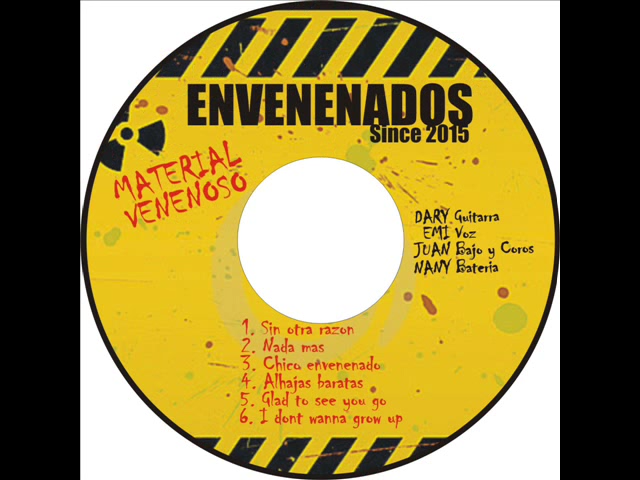 ENVENENADOS
Since 2015
MATERIAL
VENENOSO
DARY Guitarra
EMI Voz
JUAN Bajo y Coros
NANY Bateria
1. Sin otra razon
2. Nada mas
3. Chico envenenado
4. Alhajas baratas
5. Glad to see you go
6. I dont wanna grow up